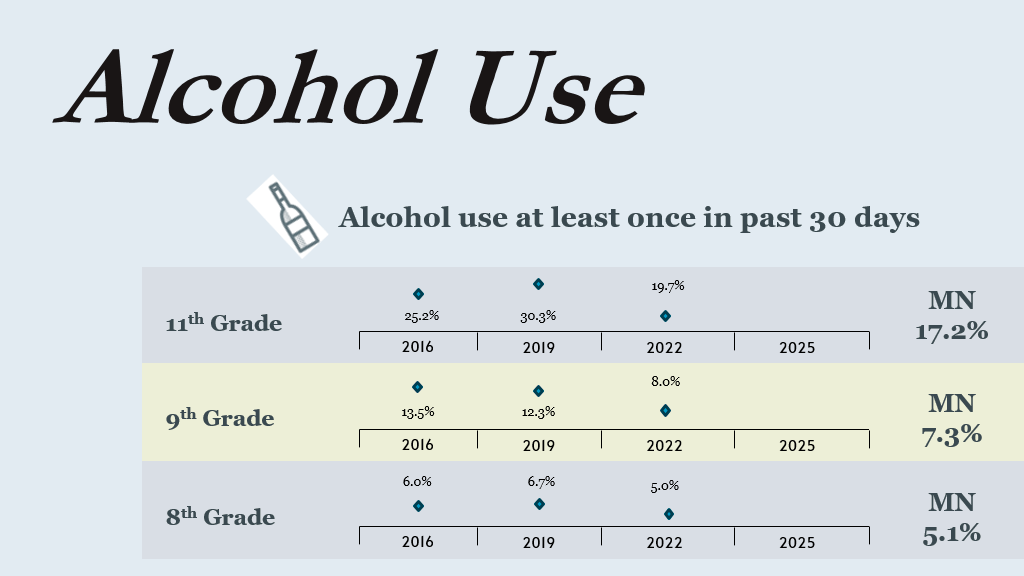 Alcohol Use
Alcohol use at least once in past 30 days
11th Grade
25.2% 30.3% 19.7%
2016 2019 2022 2025
MN
17.2%
9th Grade
13.5% 12.3% 8.0%
2016 2019 2022 2025
MN
7.3%
8th Grade
6.0% 6.7% 5.0%
2016 2019 2022 2025
MN
5.1%